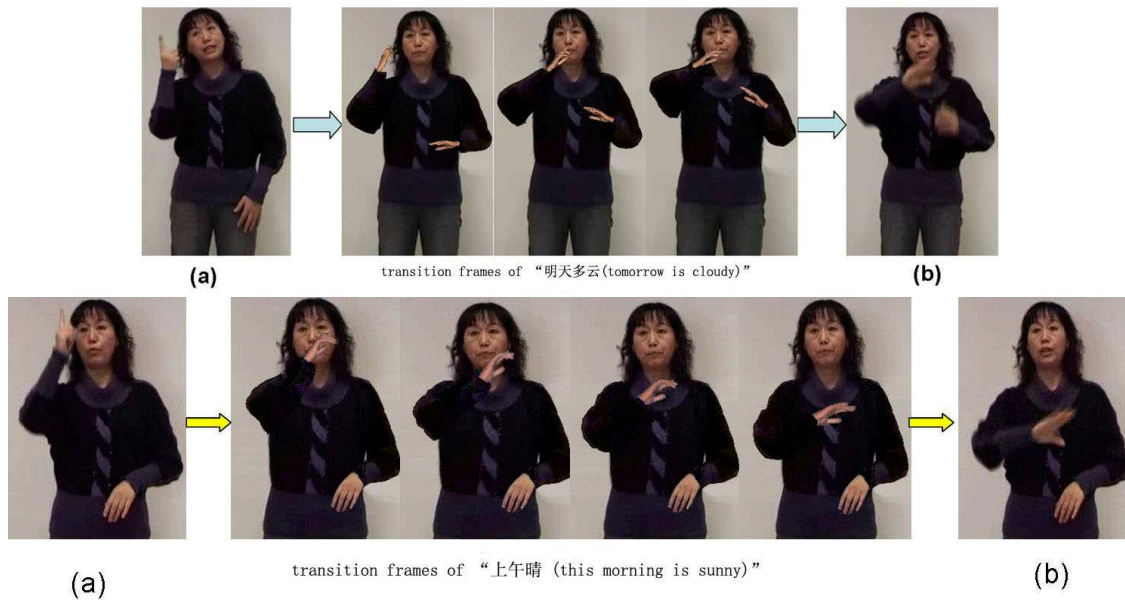 (a)
transition frames of “明天多云(tomorrow is cloudy)”
(b)
(a)
transition frames of “上午晴 (this morning is sunny)”
(b)